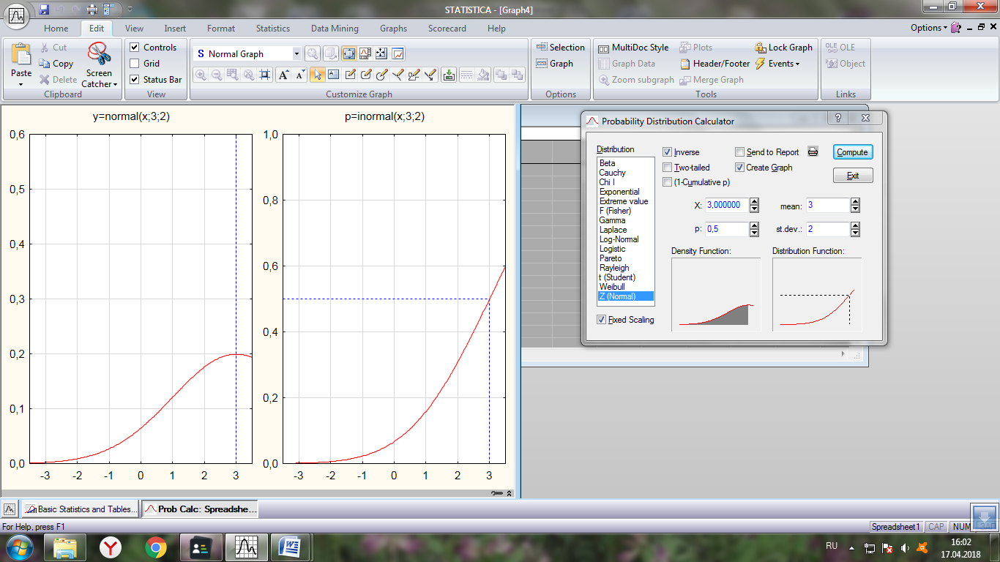 STATISTICA - [Graph4]
Home Edit View Insert Format Statistics Data Mining Graphs Scorecard Help Options
Paste
Cut
Copy
Delete
Screen Catcher
Clipboard
Controls
Grid
Status Bar
View
S Normal Graph
A A
Customize Graph
Selection
Graph
Options
MultiDoc Style
Graph Data
Zoom subgraph
Plots
Header/Footer
Merge Graph
Lock Graph
Events
Tools
OLE OLE
Object
Links
y=normal(x;3;2)
0,6
0,5
0,4
0,3
0,2
0,1
0,0
-3 -2 -1 0 1 2 3
p=inormal(x;3;2)
1,0
0,8
0,6
0,4
0,2
0,0
-3 -2 -1 0 1 2 3
Probability Distribution Calculator
?
Distribution
Beta
Cauchy
Chi I
Exponential
Extreme value
F (Fisher)
Gamma
Laplace
Log-Normal
Logistic
Pareto
Rayleigh
t (Student)
Weibull
Z (Normal)
Fixed Scaling
Inverse
Two-tailed
(1-Cumulative p)
Send to Report
Create Graph
Compute
Exit
X: 3,000000
mean: 3
p: 0,5
st.dev.: 2
Density Function:
Distribution Function:
Basic Statistics and Tables...
Prob Calc: Spreadshe...
For Help, press F1
Spreadsheet1 CAP NUM
RU
16:02
17.04.2018